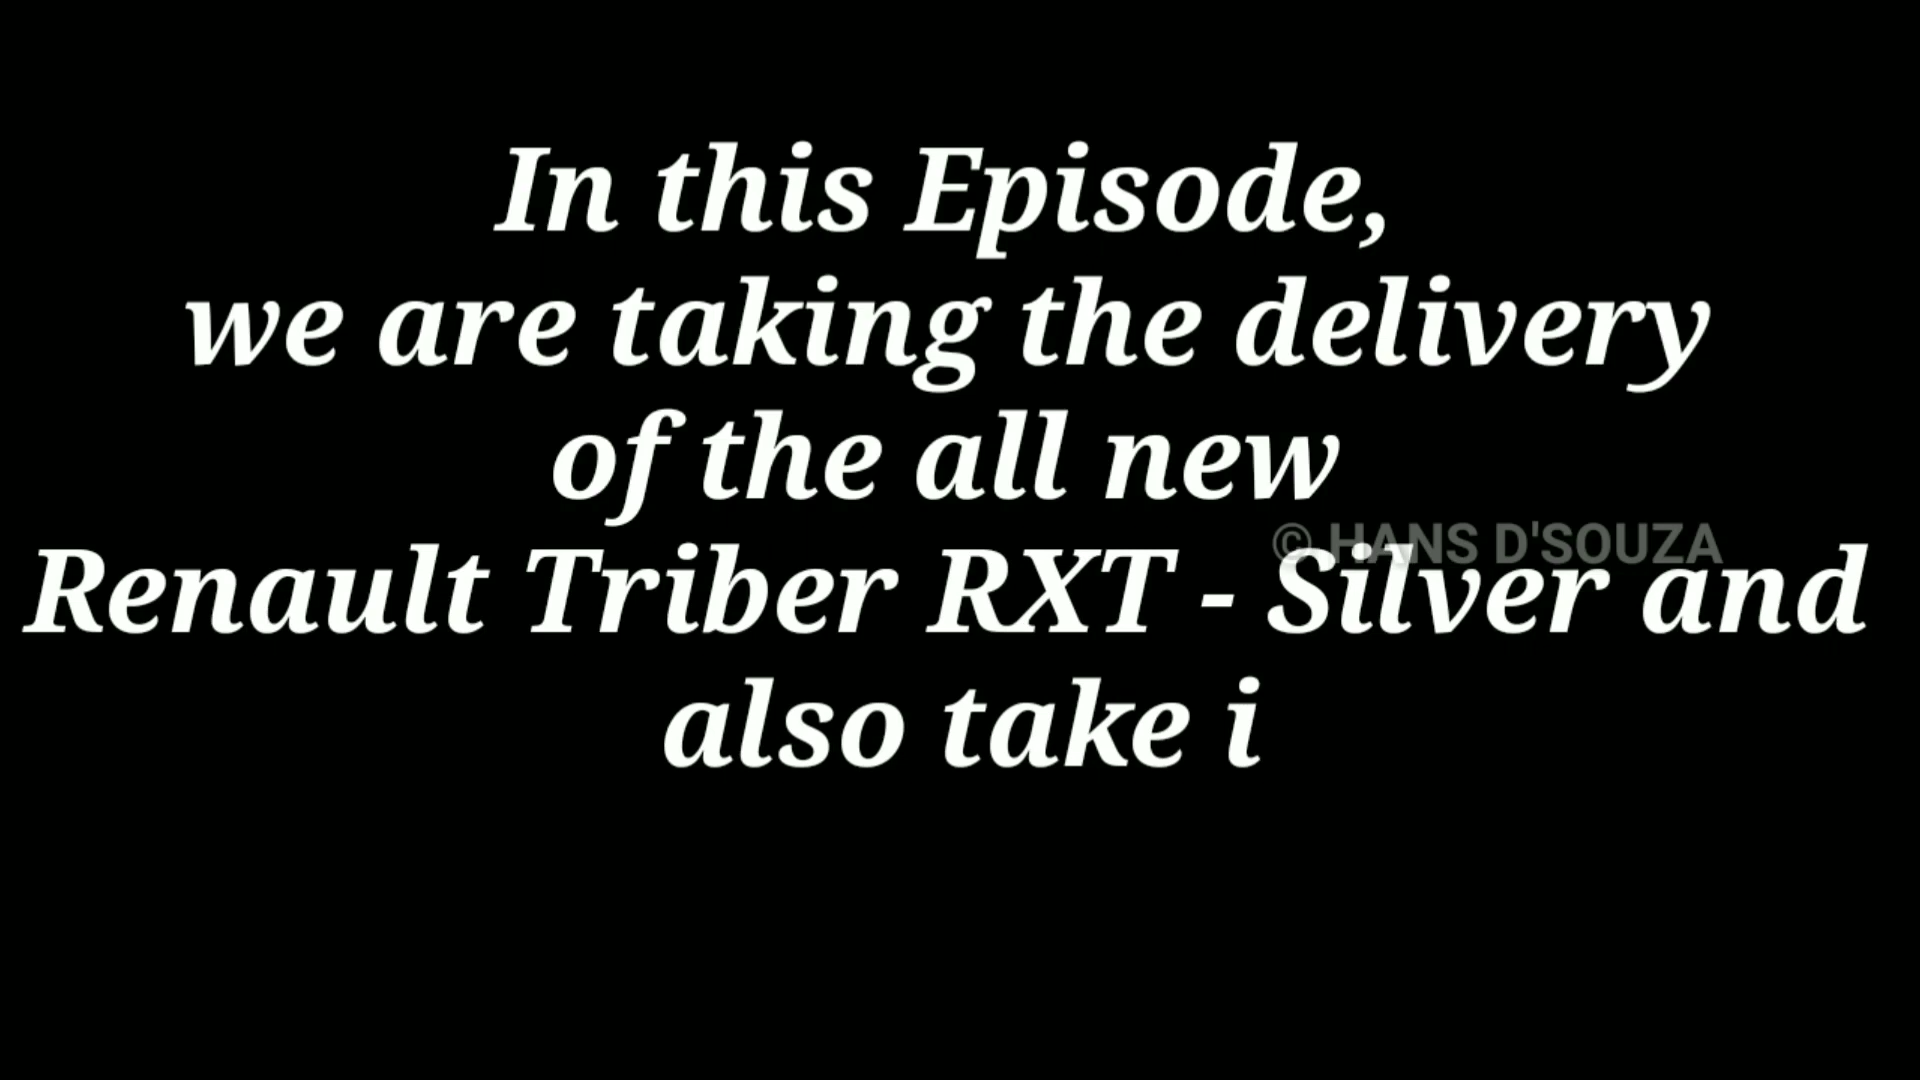 In this Episode,
we are taking the delivery
of the all new
© HANS D'SOUZA
Renault Triber RXT - Silver and
also take i